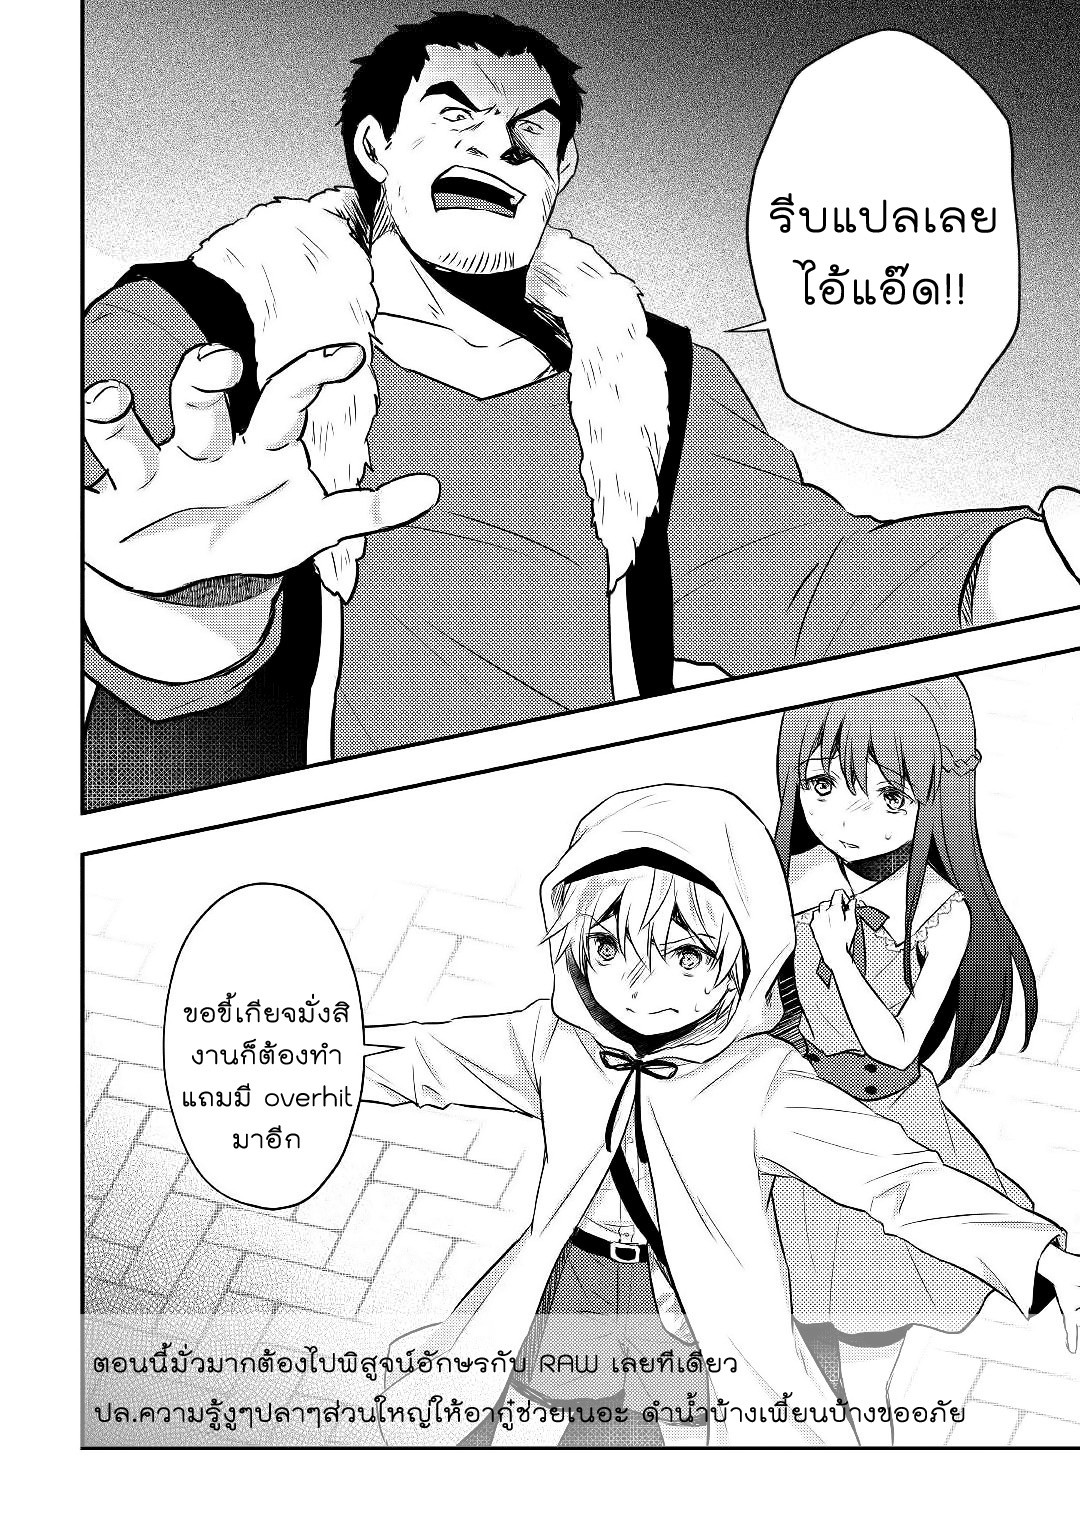 รีบแปลเลย
ไอ้แอ๊ด!!
ขอขี้เกียจมั่งสิ
งานก็ต้องทำ
แถมมี overhit
มาอีก
ตอนนี้มั่วมากต้องไปพิสูจน์อักษรกับ RAW เลยทีเดียว
ปล.ความรู้งูๆปลาๆส่วนใหญ่ให้อากู๋ช่วยเนอะ ดำน้ำบ้างเพี้ยนบ้างขออภัย